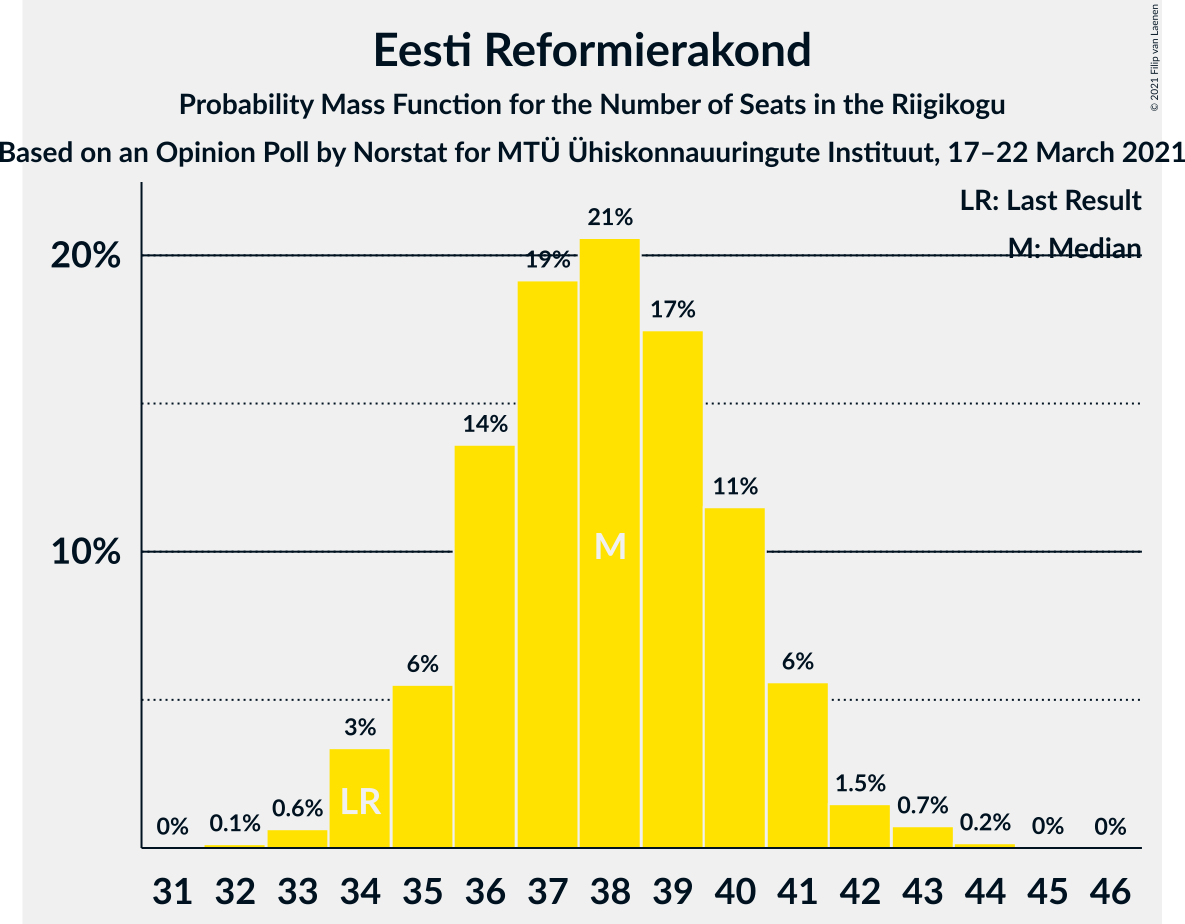 Eesti Reformierakond
Probability Mass Function for the Number of Seats in the Riigikogu
Based on an Opinion Poll by Norstat for MTÜ Ühiskonnauuringute Instituut, 17–22 March 2021
© 2021 Filip van Laenen
LR: Last Result
M: Median
20%
10%
0%
0.1%
0.6%
3%
6%
14%
19%
21%
17%
11%
6%
1.5%
0.7%
0.2%
0%
0%
LR
M
31 32 33 34 35 36 37 38 39 40 41 42 43 44 45 46